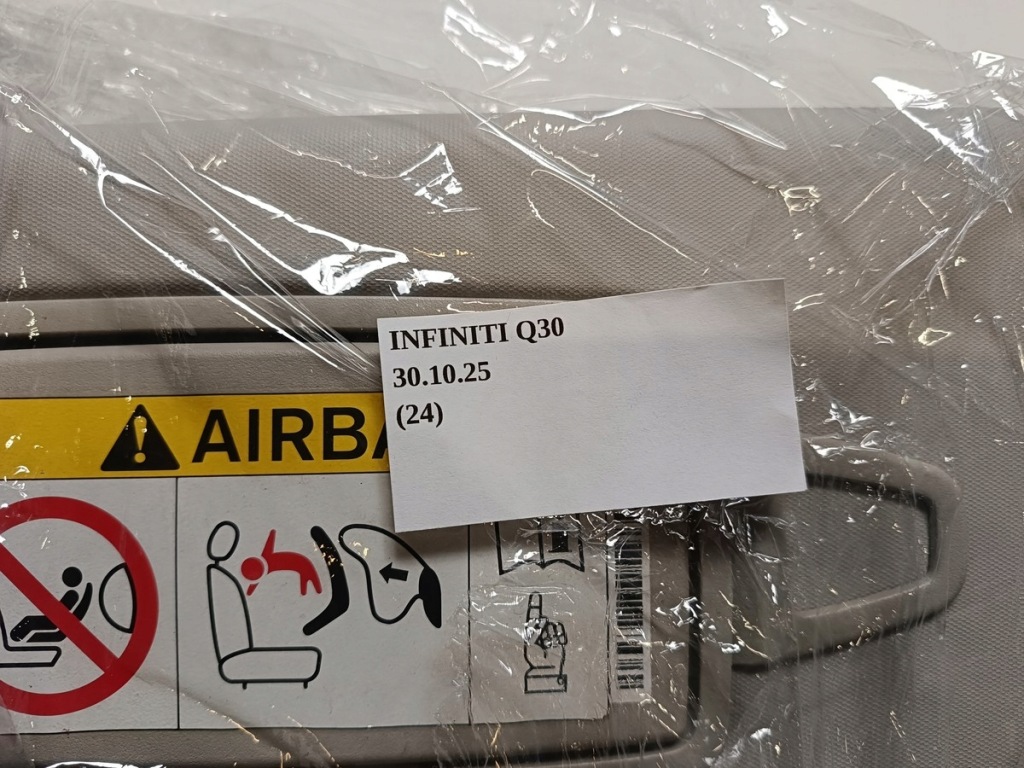 INFINITI Q30
30.10.25
(24)
AIRBA